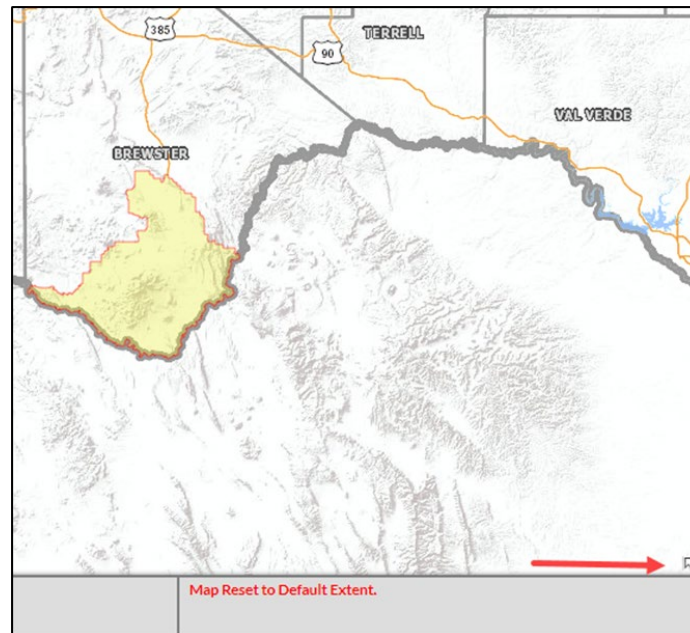 385
TERRELL
90
VAL VERDE
BREWSTER
Map Reset to Default Extent.